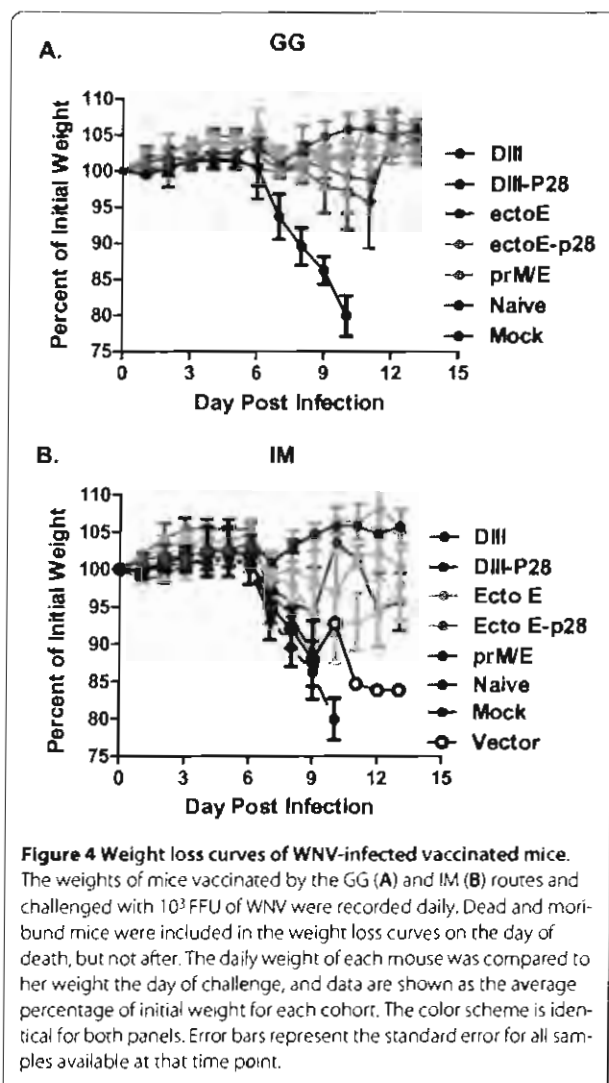 A.
GG
110
105
100
95
90
85
80
75
Percent of Initial Weight
0 3 6 9 12 15
Day Post Infection
DIII
DIII-P28
ectoE
ectoE-p28
prM/E
Naive
Mock
B.
IM
110
105
100
95
90
85
80
75
Percent of Initial Weight
0 3 6 9 12 15
Day Post Infection
DIII
DIII-P28
Ecto E
Ecto E-p28
prM/E
Naive
Mock
Vector
Figure 4 Weight loss curves of WNV-infected vaccinated mice.
The weights of mice vaccinated by the GG (A) and IM (B) routes and
challenged with 10³ FFU of WNV were recorded daily. Dead and mori-
bund mice were included in the weight loss curves on the day of
death, but not after. The daily weight of each mouse was compared to
her weight the day of challenge, and data are shown as the average
percentage of initial weight for each cohort. The color scheme is iden-
tical for both panels. Error bars represent the standard error for all sam-
ples available at that time point.